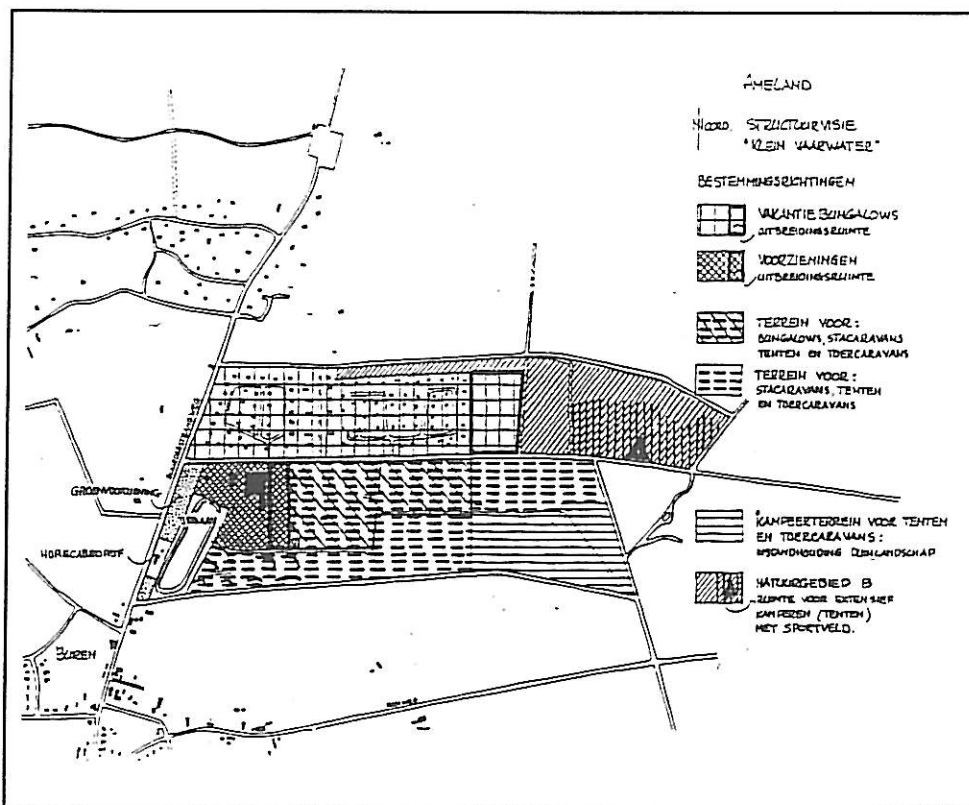 AMELAND
NOORD. STRUCTUURVISIE
"KLEIN VAARWATER"
BESTEMMINGSRICHTINGEN
VAKANTIE BUNGALOWS
UITBREIDINGSRUIMTE
VOORZIENINGEN
UITBREIDINGSRUIMTE
TERREIN VOOR:
BUNGALOWS, STACARAVANS
TENTEN EN TOERCARAVANS
TERREIN VOOR:
STACARAVANS, TENTEN
EN TOERCARAVANS
KAMPEERTERREIN VOOR TENTEN
EN TOERCARAVANS:
INSTANDHOUDING DUINLANDSCHAP
NATUURGEBIED B
RUIMTE VOOR EXTENSIEF
KAMPEREN (TENTEN)
MET SPORTVELD.
GROENVOORZIENING
HORECABEDRIJF
BUREN